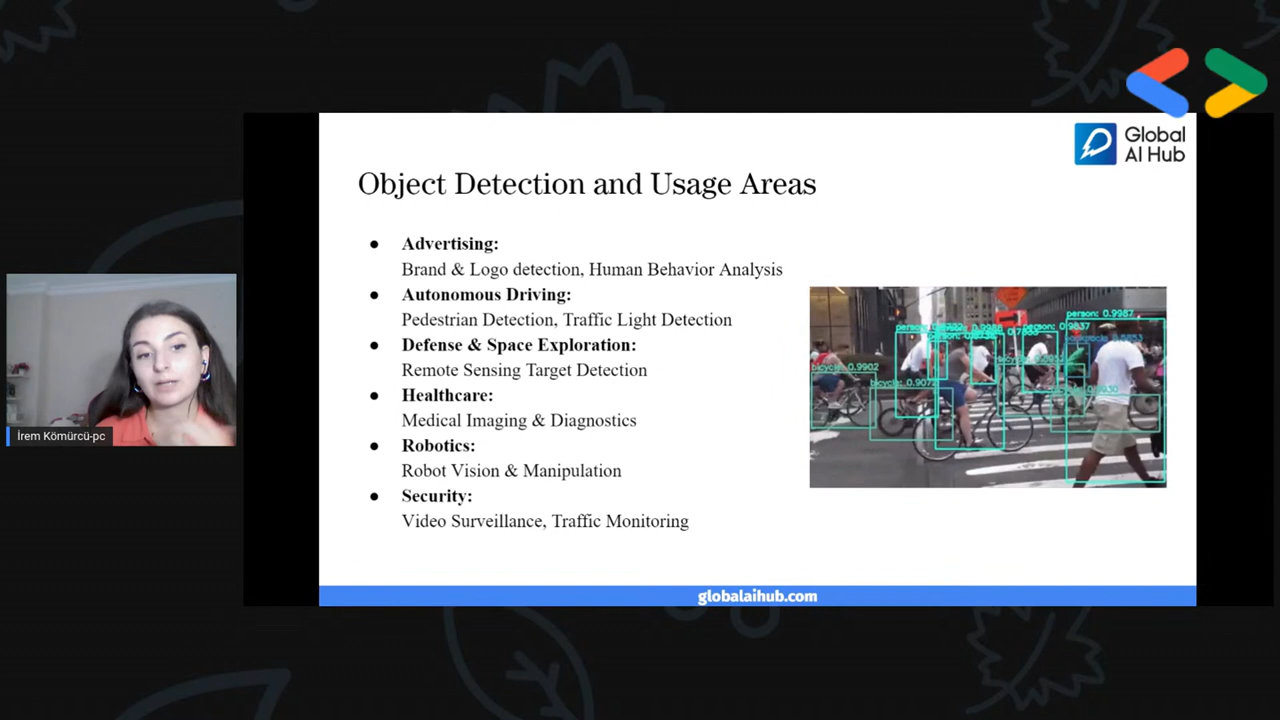 Global
AI Hub
Object Detection and Usage Areas
● Advertising:
Brand & Logo detection, Human Behavior Analysis
● Autonomous Driving:
Pedestrian Detection, Traffic Light Detection
● Defense & Space Exploration:
Remote Sensing Target Detection
● Healthcare:
Medical Imaging & Diagnostics
● Robotics:
Robot Vision & Manipulation
● Security:
Video Surveillance, Traffic Monitoring
person: 0.9987
bicycle: 0.9902
İrem Kömürcü-pc
globalaihub.com